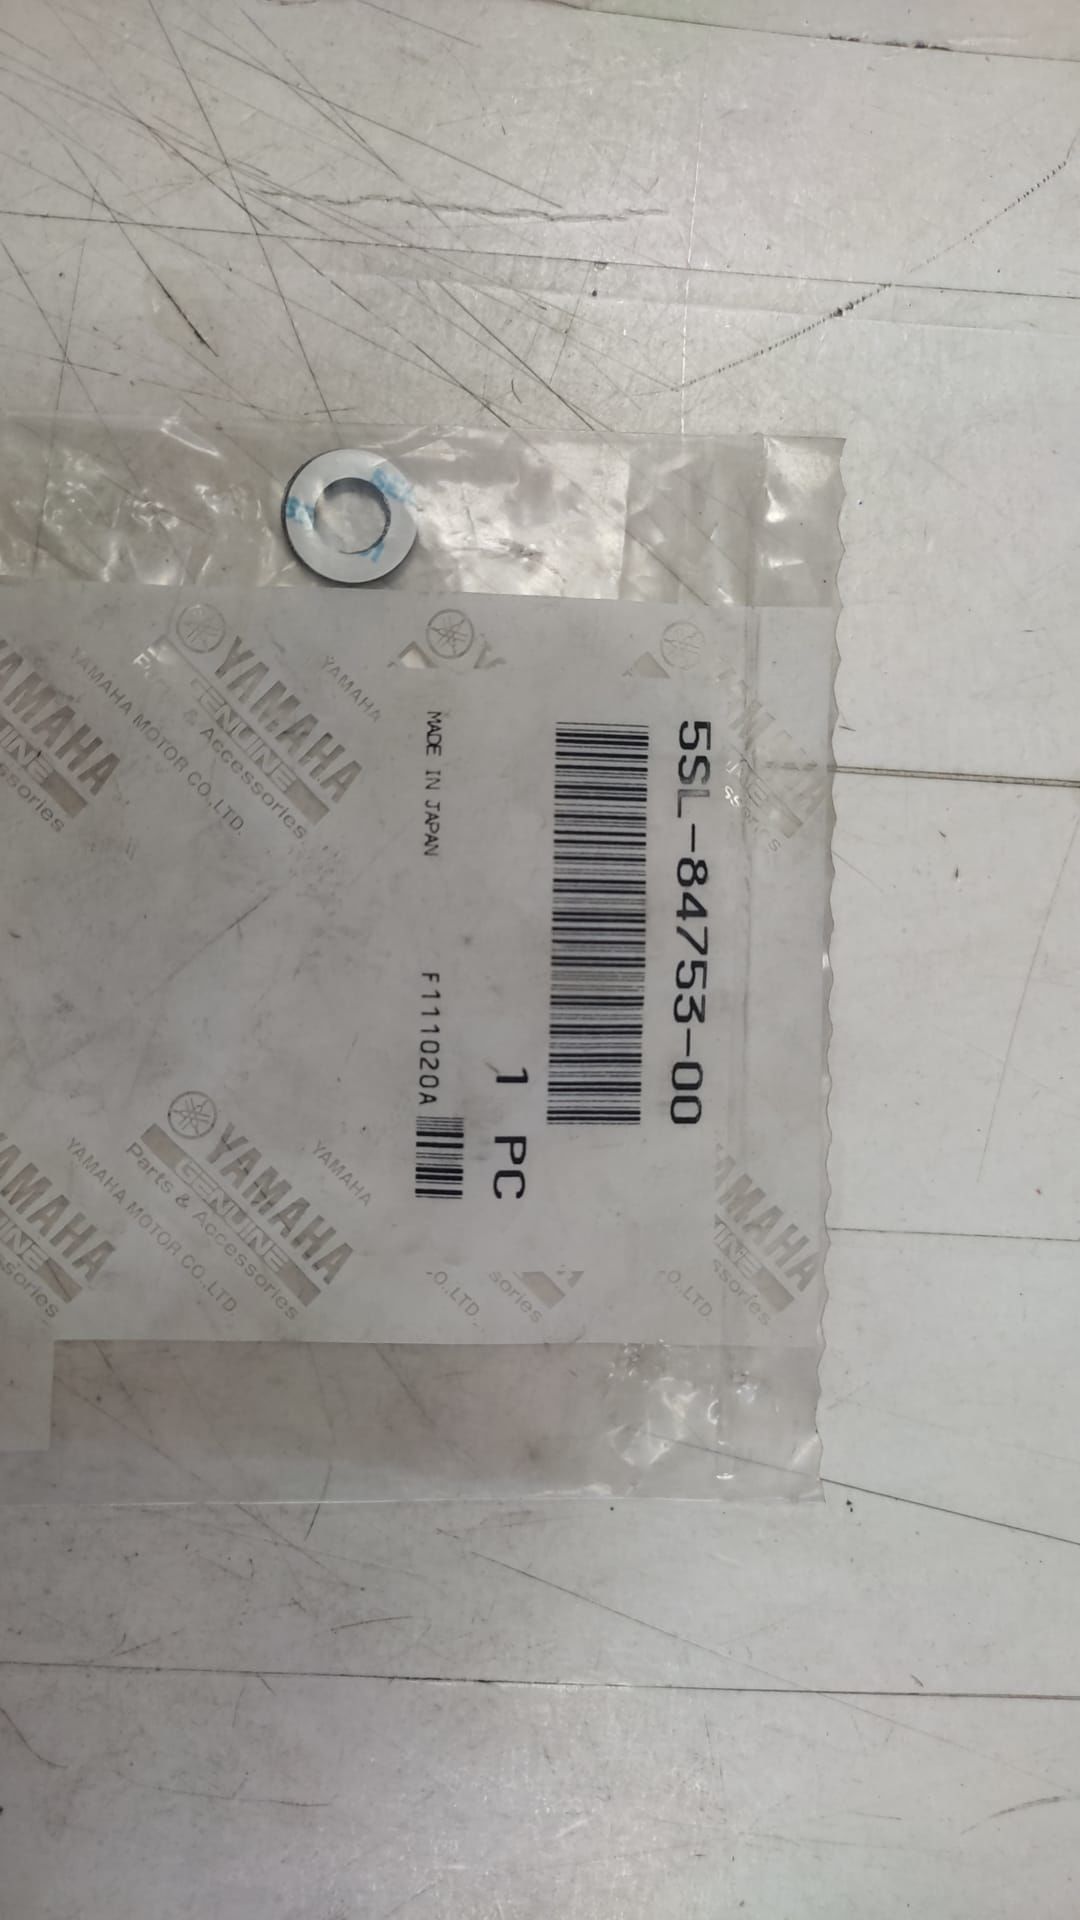 5SL-84753-00
1 PC
MADE IN JAPAN
F111020A
YAMAHA
GENUINE
& Accessories
YAMAHA MOTOR CO.,LTD.
YAMAHA
YAMAHA
GENUINE
Parts & Accessories
YAMAHA MOTOR CO.,LTD.
YAMAHA